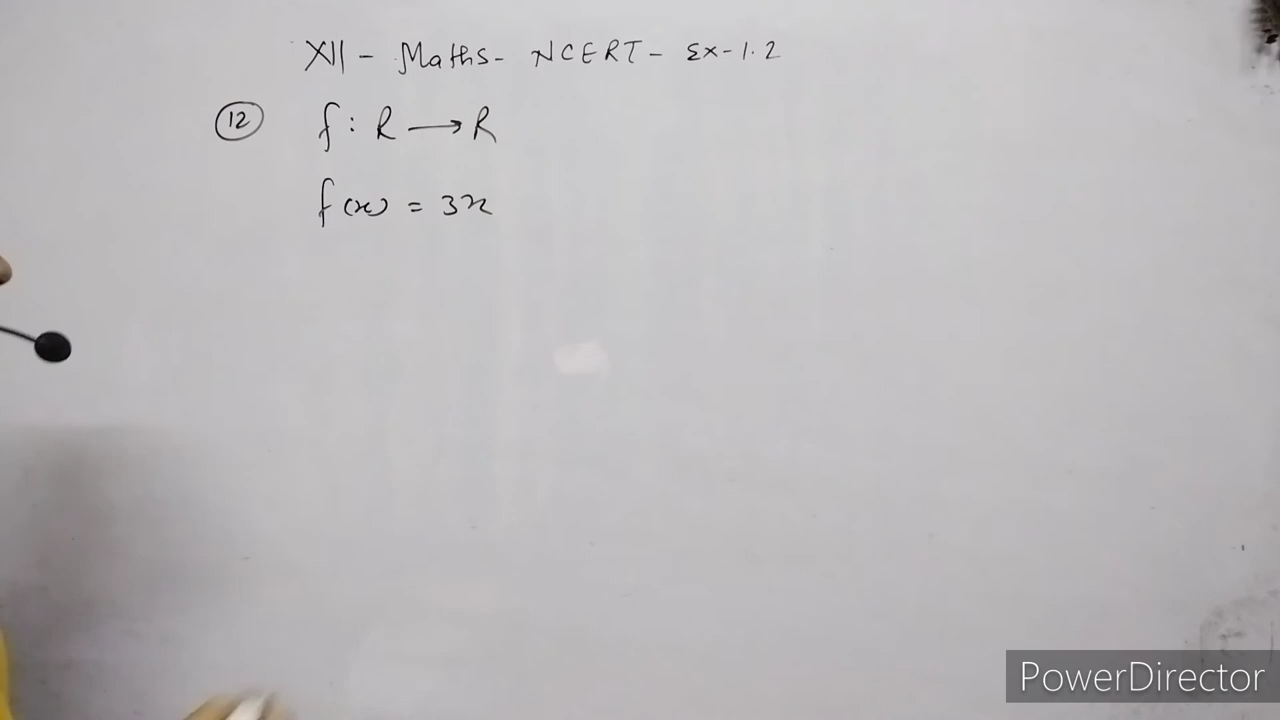 XII - Maths - NCERT - Ex-1.2
12 f : R ⟶ R
f(x) = 3x
PowerDirector